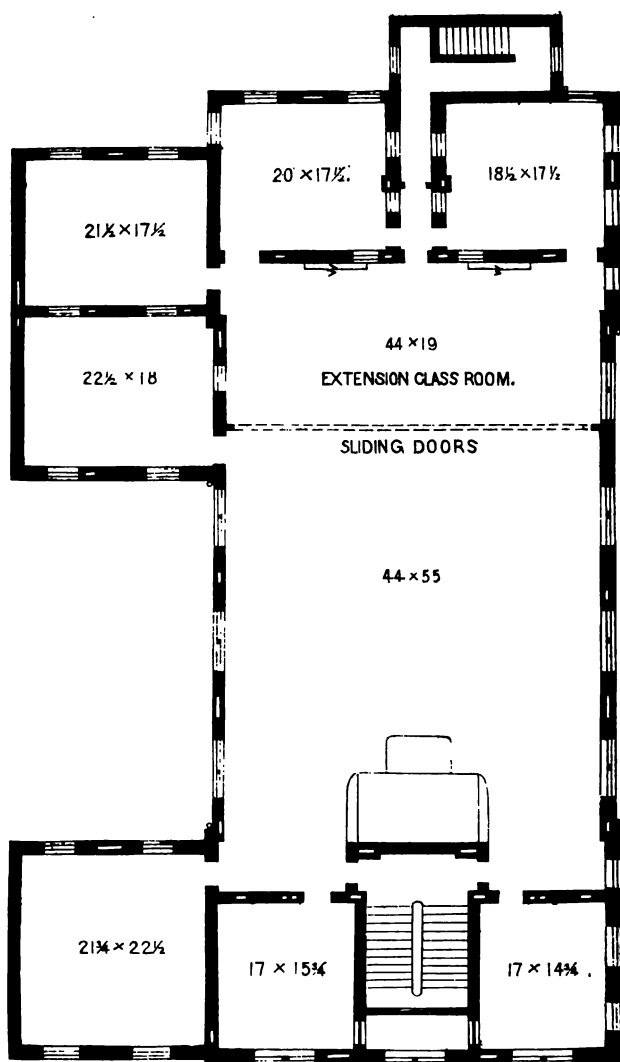 20 × 17½.
18½ × 17½
21½ × 17½
44 × 19
22½ × 18
EXTENSION CLASS ROOM.
SLIDING DOORS
44 × 55
21¾ × 22½
17 × 15¾
17 × 14¾.